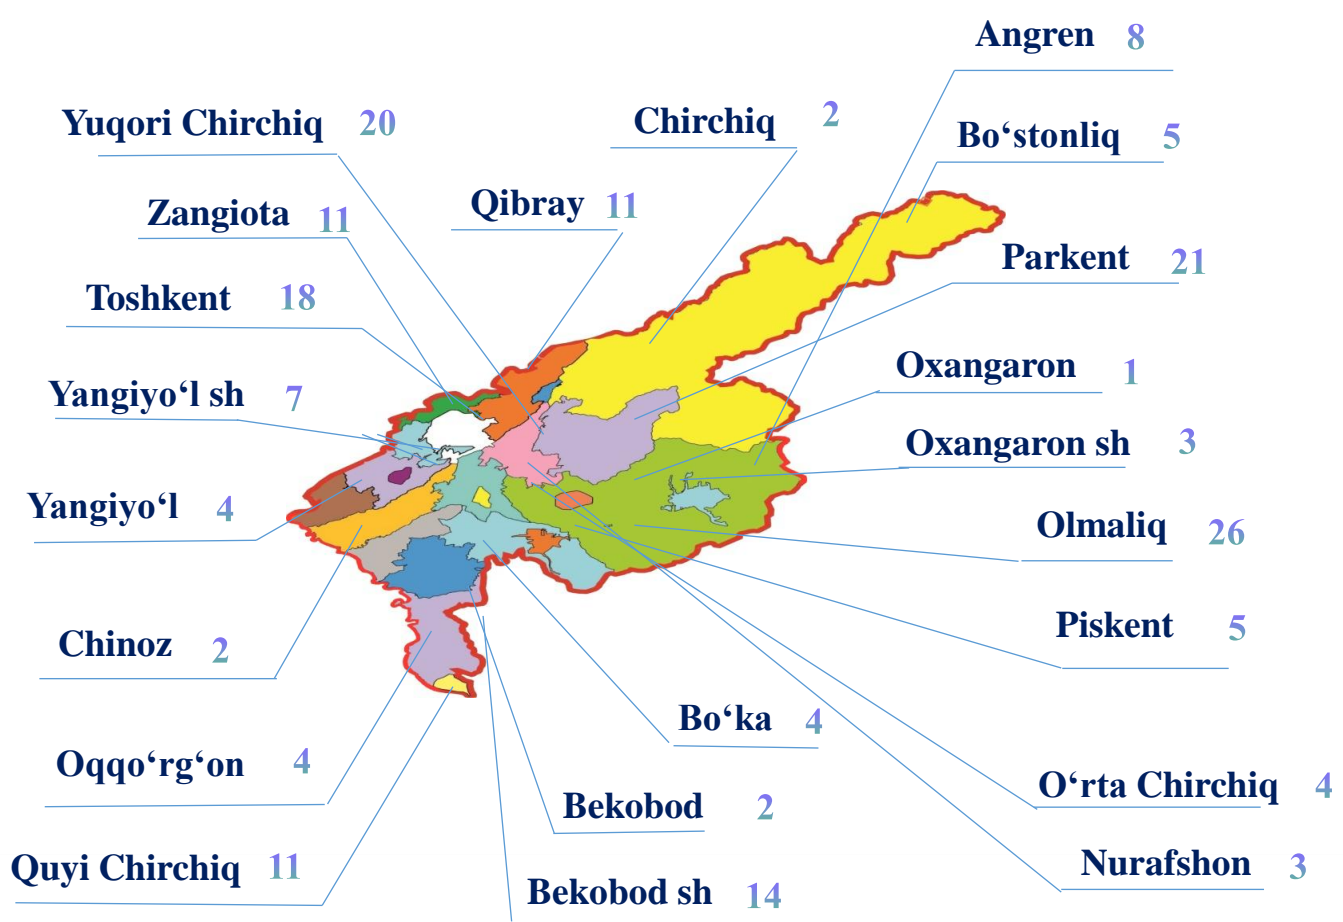 Angren 8
Yuqori Chirchiq 20
Chirchiq 2
Bo‘stonliq 5
Zangiota 11
Qibray 11
Parkent 21
Toshkent 18
Oxangaron 1
Yangiyo‘l sh 7
Oxangaron sh 3
Yangiyo‘l 4
Olmaliq 26
Chinoz 2
Piskent 5
Bo‘ka 4
Oqqo‘rg‘on 4
O‘rta Chirchiq 4
Bekobod 2
Quyi Chirchiq 11
Nurafshon 3
Bekobod sh 14